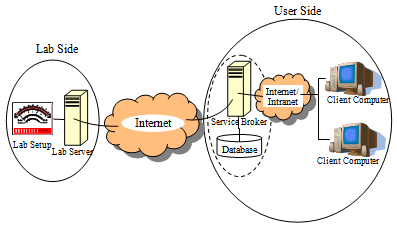 User Side
Lab Side
Internet/
Intranet
Client Computer
Internet
Service Broker
Lab Setup
Lab Server
Database
Client Computer